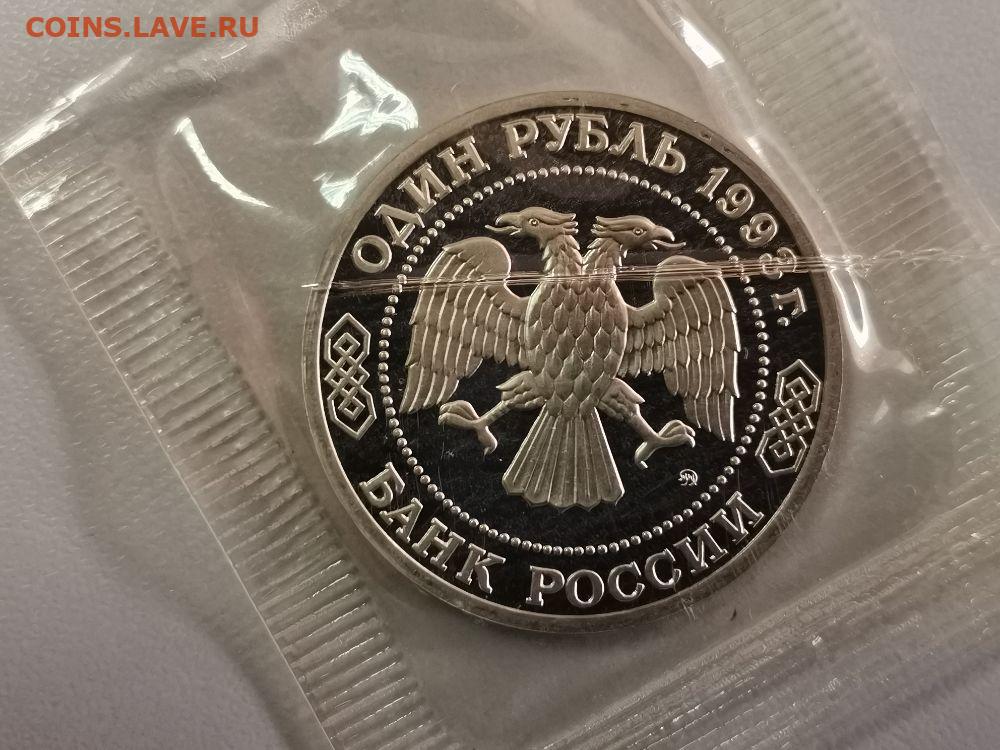 COINS.LAVE.RU
ОДИН РУБЛЬ 1993 г.
БАНК РОССИИ